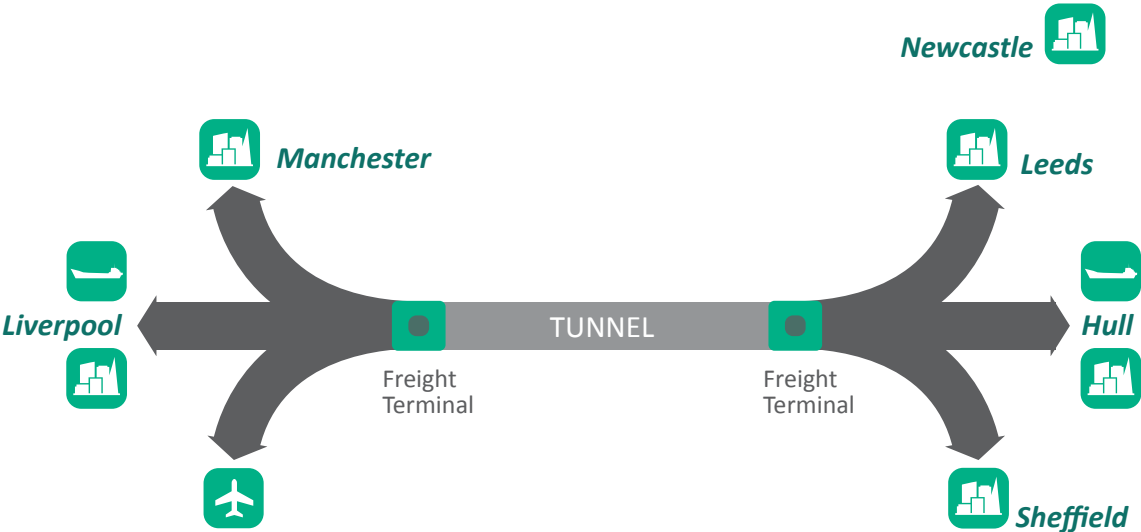 Newcastle
Manchester
Leeds
Liverpool
TUNNEL
Hull
Freight
Terminal
Freight
Terminal
Sheffield